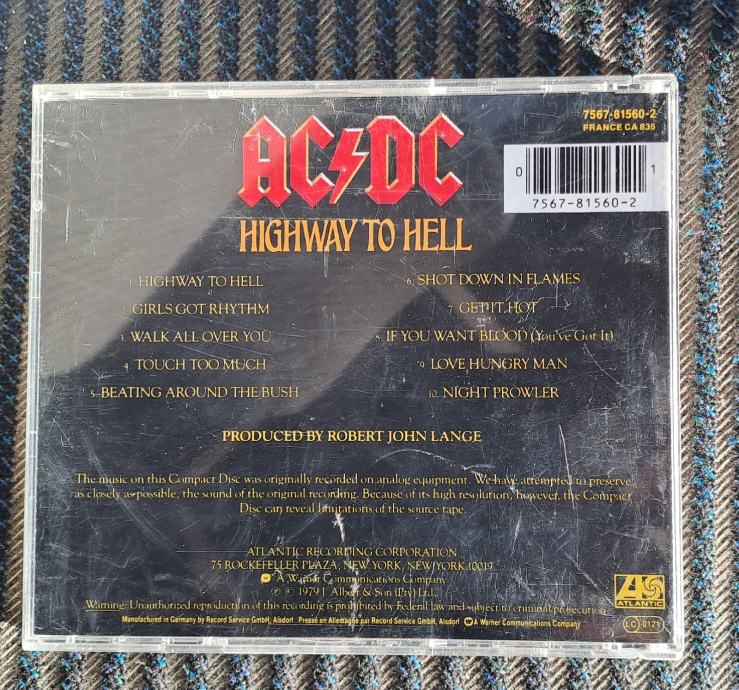 AC DC
HIGHWAY TO HELL
7567-81560-2
FRANCE CA 835
0 1
7567-81560-2
1. HIGHWAY TO HELL
2. GIRLS GOT RHYTHM
3. WALK ALL OVER YOU
4. TOUCH TOO MUCH
5. BEATING AROUND THE BUSH
6. SHOT DOWN IN FLAMES
7. GET IT HOT
8. IF YOU WANT BLOOD (You've Got It)
9. LOVE HUNGRY MAN
10. NIGHT PROWLER
PRODUCED BY ROBERT JOHN LANGE
The music on this Compact Disc was originally recorded on analog equipment. We have attempted to preserve,
as closely as possible, the sound of the original recording. Because of its high resolution, however, the Compact
Disc can reveal limitations of the source tape.
ATLANTIC RECORDING CORPORATION
75 ROCKEFELLER PLAZA, NEW YORK, NEW YORK 10019
A Warner Communications Company
℗ © 1979 J. Albert & Son (Pty) Ltd.
Warning: Unauthorized reproduction of this recording is prohibited by Federal law and subject to criminal prosecution
Manufactured in Germany by Record Service GmbH, Alsdorf Pressé en Allemagne par Record Service GmbH, Alsdorf A Warner Communications Company
ATLANTIC
LC 0121